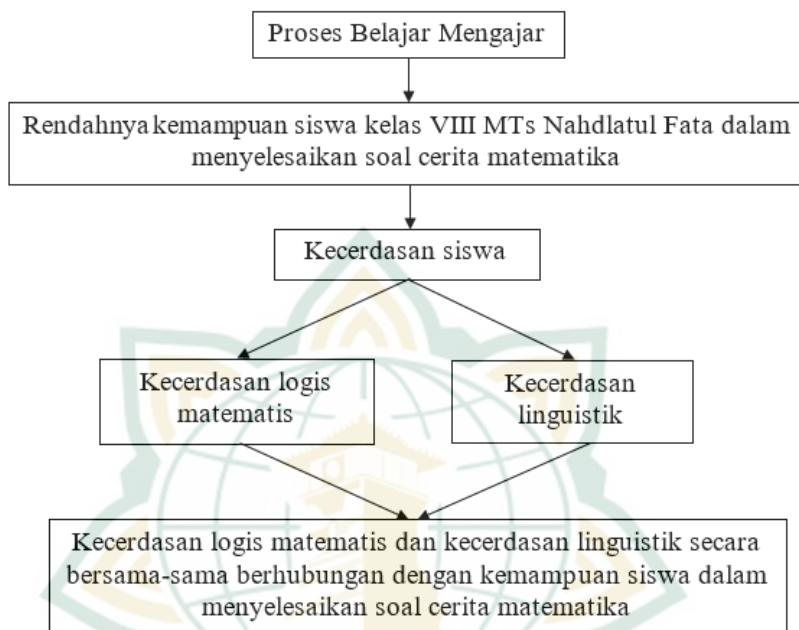 Proses Belajar Mengajar
Rendahnya kemampuan siswa kelas VIII MTs Nahdlatul Fata dalam
menyelesaikan soal cerita matematika
Kecerdasan siswa
Kecerdasan logis
matematis
Kecerdasan
linguistik
Kecerdasan logis matematis dan kecerdasan linguistik secara
bersama-sama berhubungan dengan kemampuan siswa dalam
menyelesaikan soal cerita matematika